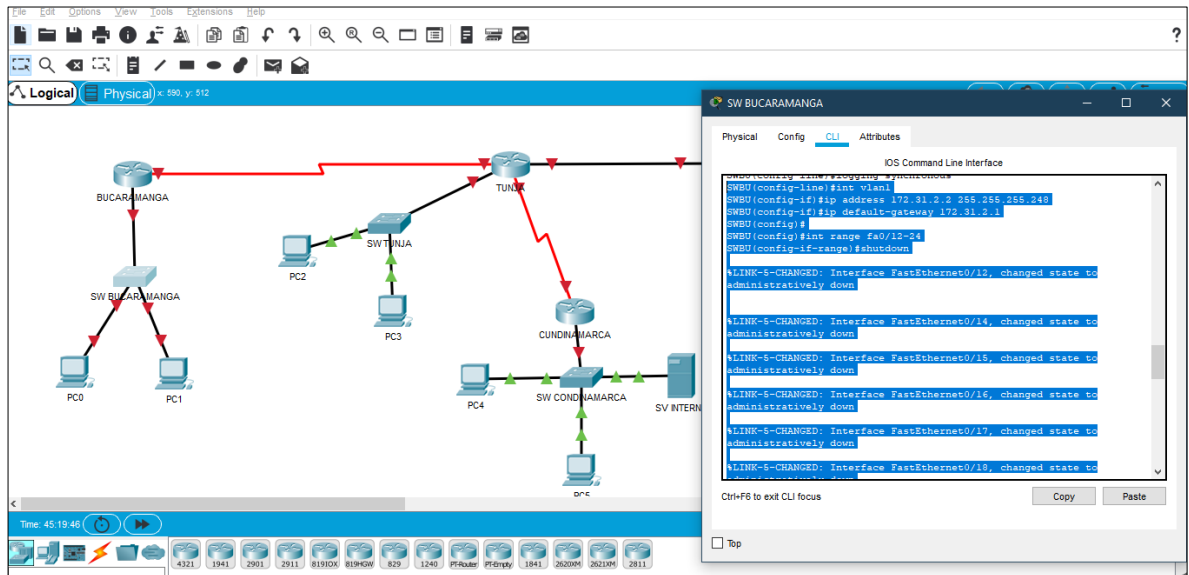 File Edit Options View Tools Extensions Help
?
Logical Physical x: 590, y: 512
BUCARAMANGA
TUNJA
SW TUNJA
PC2
SW BUCARAMANGA
PC3
CUNDINAMARCA
PC0
PC1
PC4
SW CONDINAMARCA
SV INTERN
PC5
Time: 45:19:46
4321 1941 2901 2911 819IOX 819HGW 829 1240 PT-Router PT-Empty 1841 2620XM 2621XM 2811
SW BUCARAMANGA
Physical Config CLI Attributes
IOS Command Line Interface
SWBU(config-line)#logging synchronous
SWBU(config-line)#int vlan1
SWBU(config-if)#ip address 172.31.2.2 255.255.255.248
SWBU(config-if)#ip default-gateway 172.31.2.1
SWBU(config)#
SWBU(config)#int range fa0/12-24
SWBU(config-if-range)#shutdown
%LINK-5-CHANGED: Interface FastEthernet0/12, changed state to
administratively down
%LINK-5-CHANGED: Interface FastEthernet0/14, changed state to
administratively down
%LINK-5-CHANGED: Interface FastEthernet0/15, changed state to
administratively down
%LINK-5-CHANGED: Interface FastEthernet0/16, changed state to
administratively down
%LINK-5-CHANGED: Interface FastEthernet0/17, changed state to
administratively down
%LINK-5-CHANGED: Interface FastEthernet0/18, changed state to
administratively down
Ctrl+F6 to exit CLI focus
Copy Paste
Top